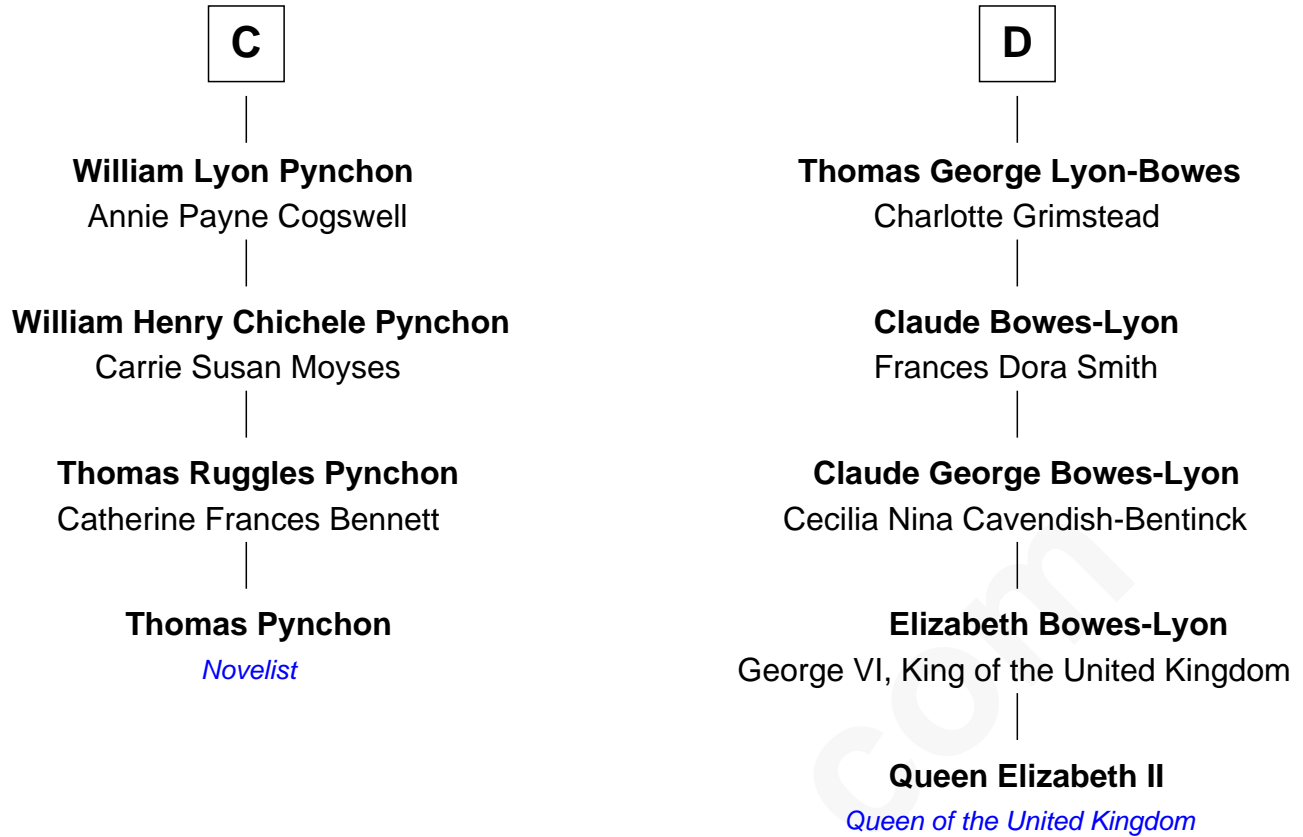 C
William Lyon Pynchon
Annie Payne Cogswell
William Henry Chichele Pynchon
Carrie Susan Moyses
Thomas Ruggles Pynchon
Catherine Frances Bennett
Thomas Pynchon
Novelist
D
Thomas George Lyon-Bowes
Charlotte Grimstead
Claude Bowes-Lyon
Frances Dora Smith
Claude George Bowes-Lyon
Cecilia Nina Cavendish-Bentinck
Elizabeth Bowes-Lyon
George VI, King of the United Kingdom
Queen Elizabeth II
Queen of the United Kingdom
com